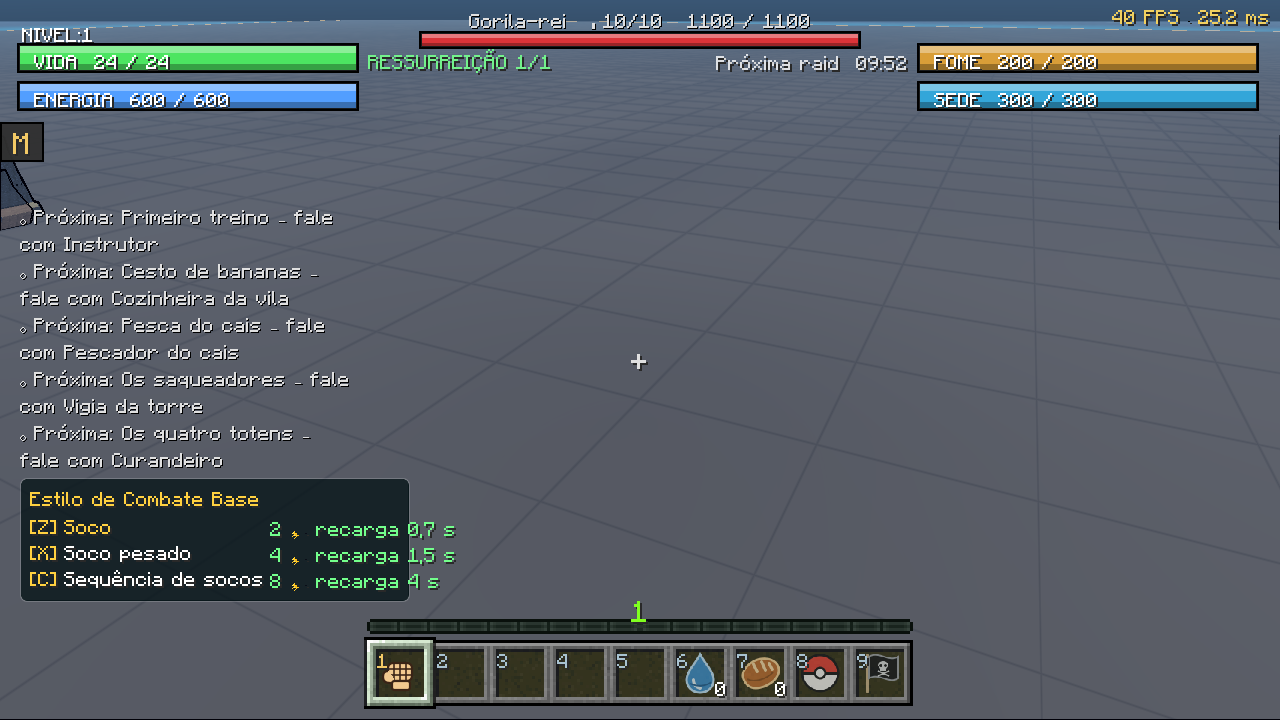 Gorila-rei 10/10 - 1100 / 1100
40 FPS · 25.2 ms
NIVEL:1
VIDA 24 / 24
RESSURREIÇÃO 1/1
Próxima raid 09:52
FOME 200 / 200
ENERGIA 600 / 600
SEDE 300 / 300
M
Próxima: Primeiro treino - fale
com Instrutor
Próxima: Cesto de bananas -
fale com Cozinheira da vila
Próxima: Pesca do cais - fale
com Pescador do cais
Próxima: Os saqueadores - fale
com Vigia da torre
Próxima: Os quatro totens -
fale com Curandeiro
Estilo de Combate Base
[Z] Soco 2 recarga 0,7 s
[X] Soco pesado 4 recarga 1,5 s
[C] Sequência de socos 8 recarga 4 s
1
1 2 3 4 5 6 7 8 9
0 0